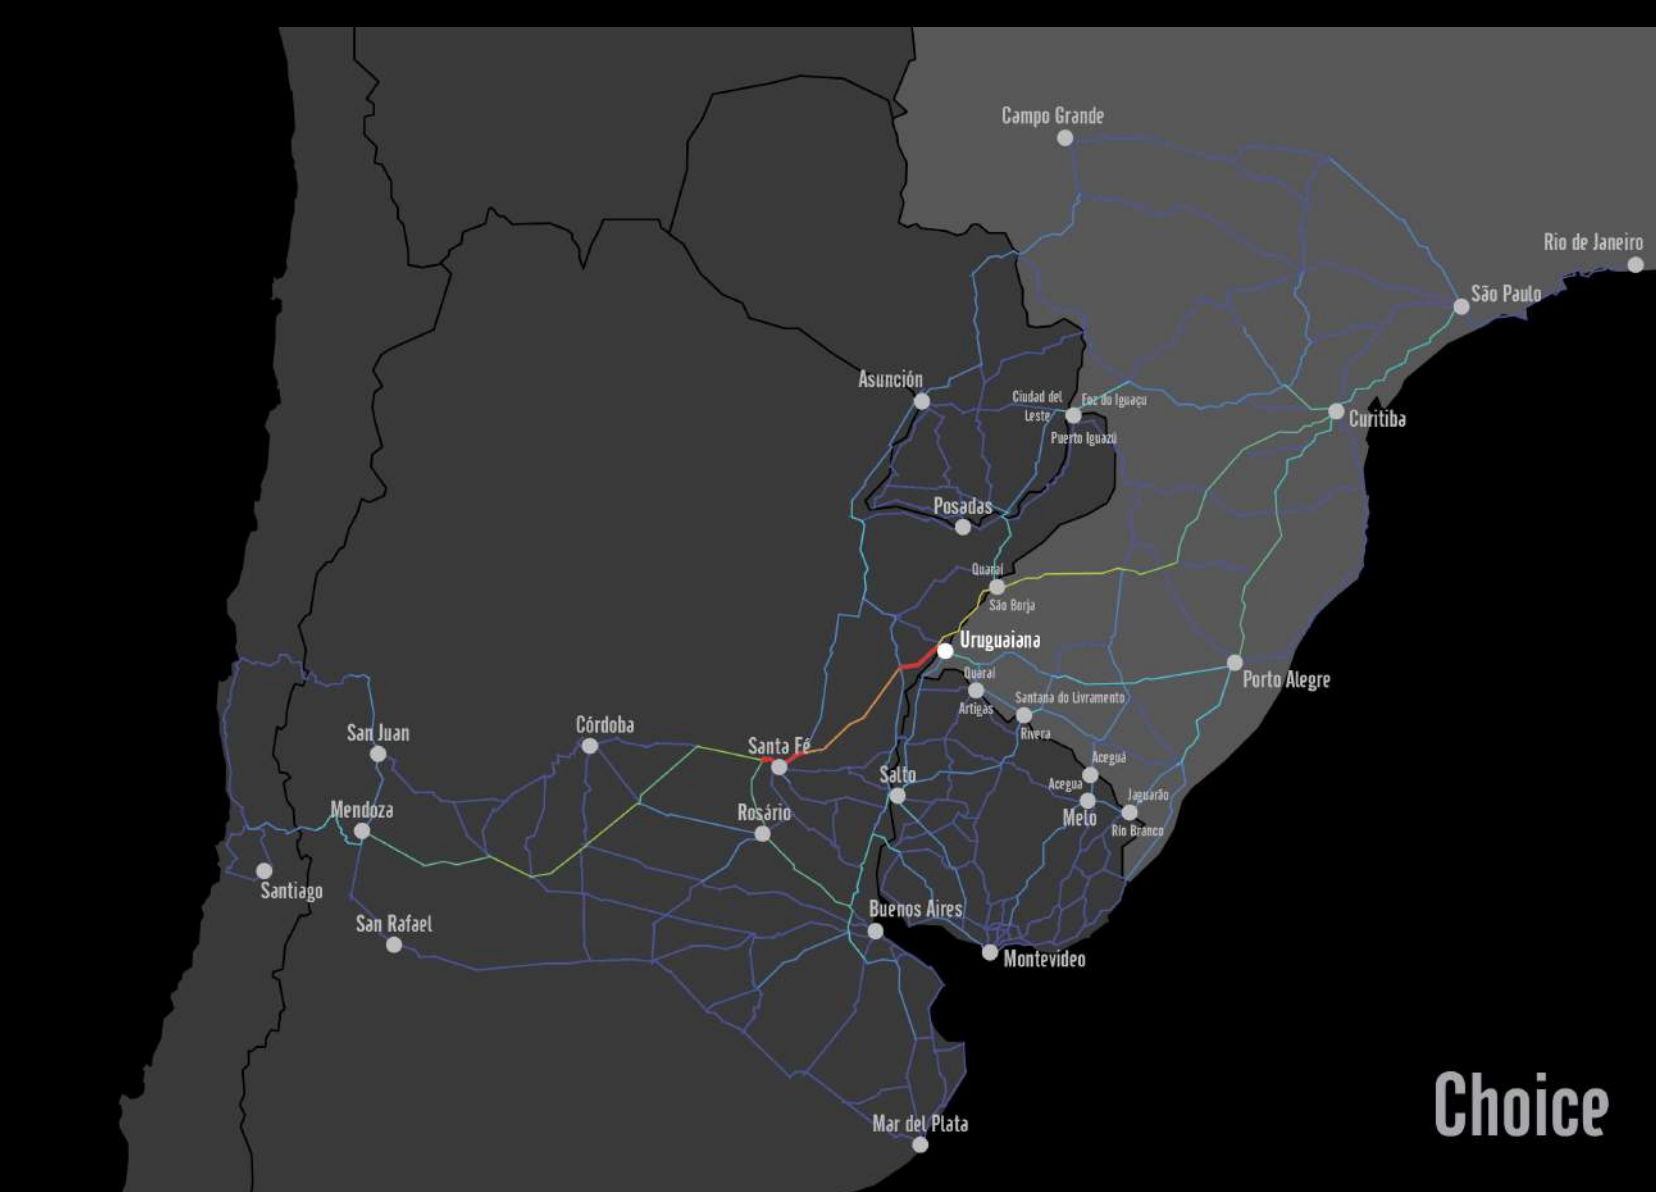 Campo Grande
Rio de Janeiro
São Paulo
Asunción
Ciudad del
Leste
Foz do Iguaçu
Curitiba
Puerto Iguazú
Posadas
Quaraí
São Borja
Uruguaiana
Quaraí
Porto Alegre
Artigas
Santana do Livramento
Rivera
San Juan
Córdoba
Santa Fé
Salto
Aceguá
Acegua
Jaguarão
Mendoza
Rosário
Melo
Rio Branco
Santiago
San Rafael
Buenos Aires
Montevideo
Choice
Mar del Plata